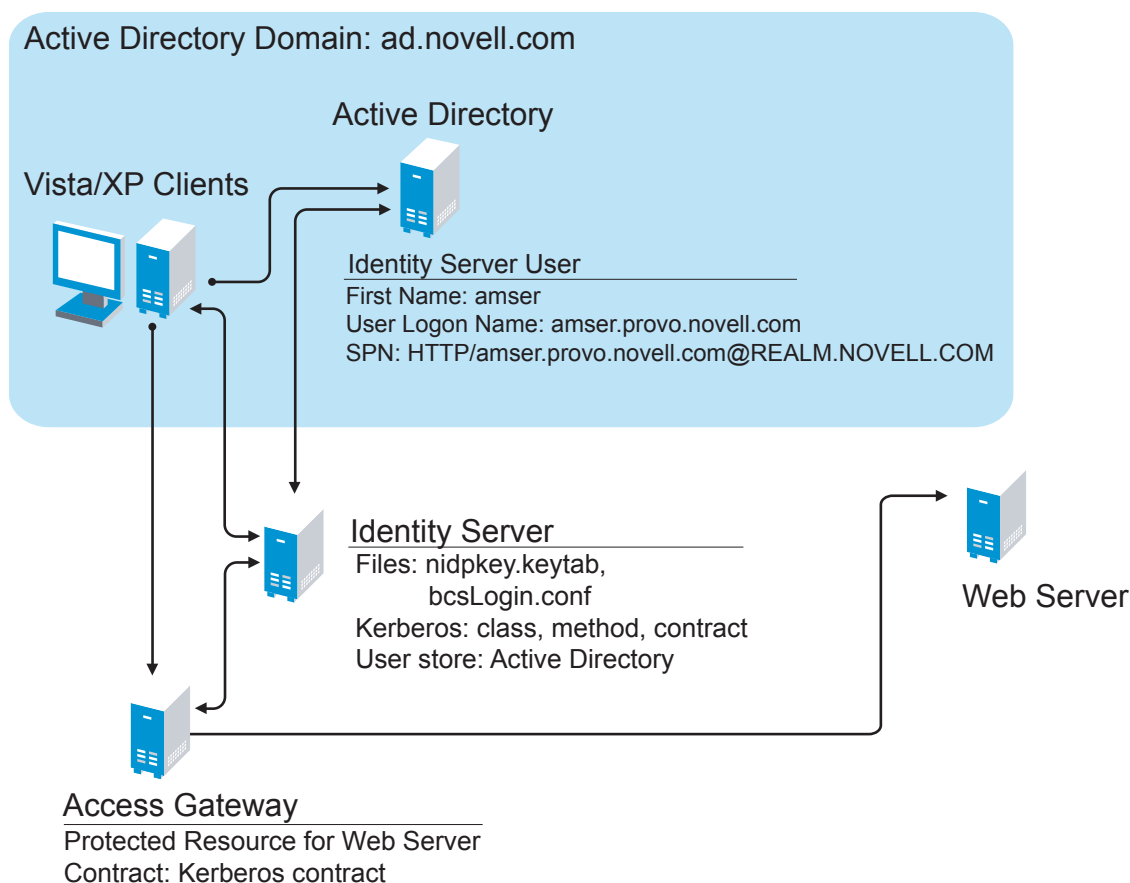 Active Directory Domain: ad.novell.com
Active Directory
Vista/XP Clients
Identity Server User
First Name: amser
User Logon Name: amser.provo.novell.com
SPN: HTTP/amser.provo.novell.com@REALM.NOVELL.COM
Identity Server
Files: nidpkey.keytab,
bcsLogin.conf
Kerberos: class, method, contract
User store: Active Directory
Web Server
Access Gateway
Protected Resource for Web Server
Contract: Kerberos contract